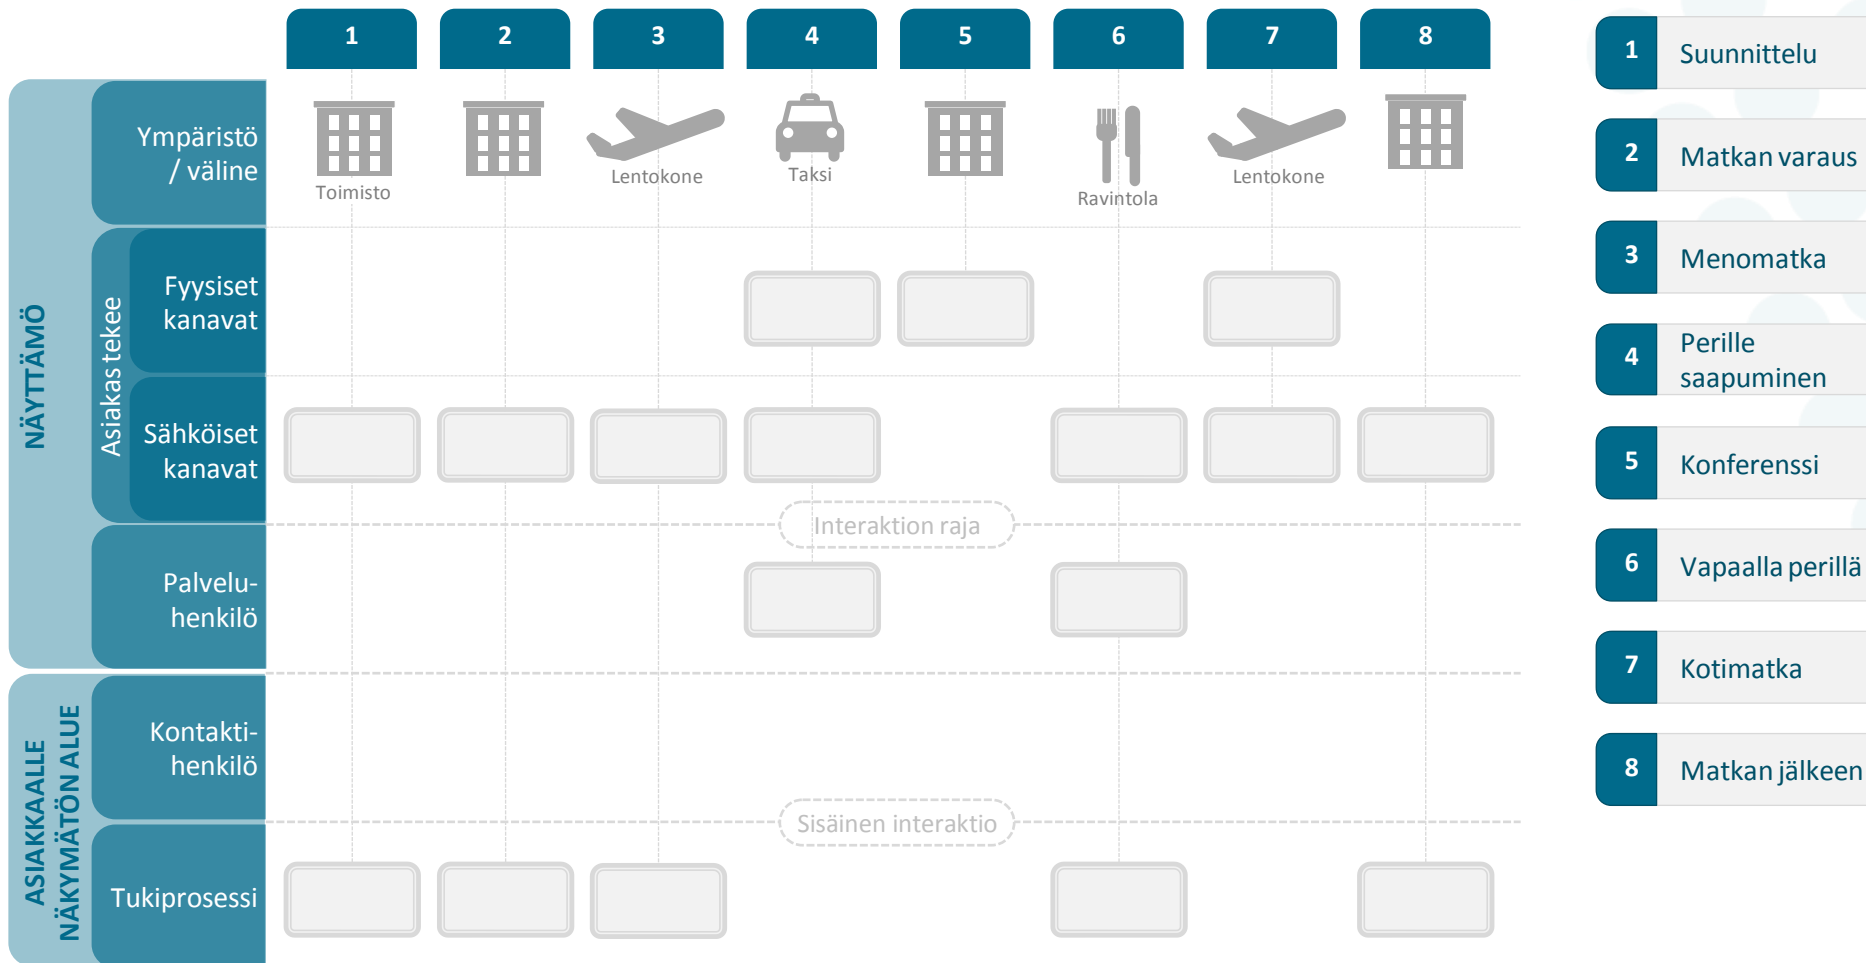 1 2 3 4 5 6 7 8
NÄYTTÄMÖ
Ympäristö
/ väline
Toimisto
Lentokone
Taksi
Ravintola
Lentokone
Asiakas tekee
Fyysiset
kanavat
Sähköiset
kanavat
Interaktion raja
Palvelu-
henkilö
ASIAKKAALLE
NÄKYMÄTÖN ALUE
Kontakti-
henkilö
Sisäinen interaktio
Tukiprosessi
1 Suunnittelu
2 Matkan varaus
3 Menomatka
4 Perille
saapuminen
5 Konferenssi
6 Vapaalla perillä
7 Kotimatka
8 Matkan jälkeen